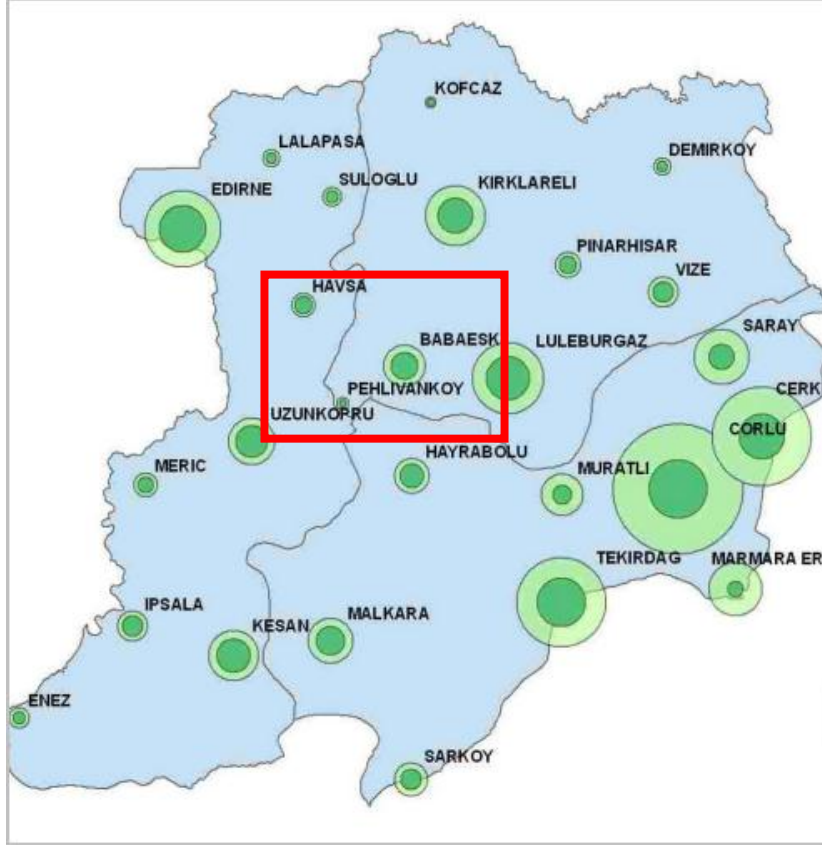 KOFCAZ
LALAPASA
DEMIRKOY
EDIRNE
SULOGLU
KIRKLARELI
PINARHISAR
VIZE
HAVSA
SARAY
BABAESK
LULEBURGAZ
PEHLIVANKOY
CERK
UZUNKOPRU
CORLU
HAYRABOLU
MURATLI
MERIC
TEKIRDAG
MARMARA ER
IPSALA
KESAN
MALKARA
ENEZ
SARKOY